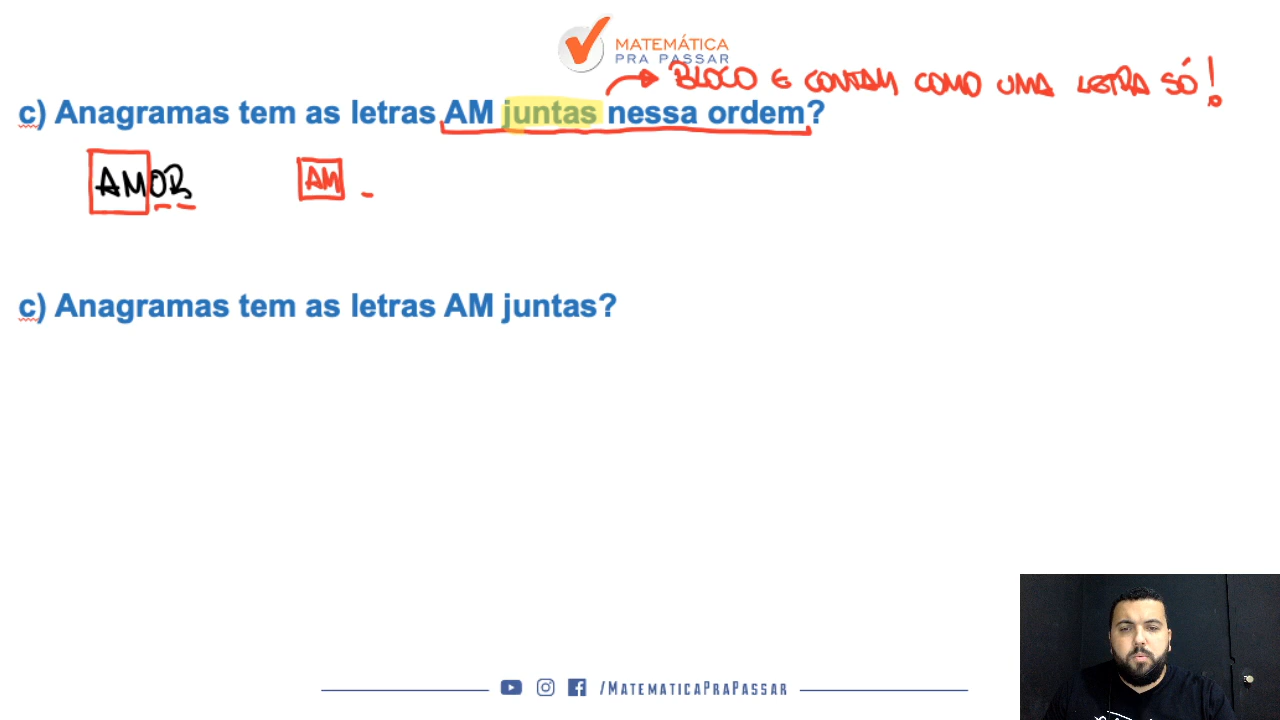 MATEMÁTICA
PRA PASSAR
BLOCO E CONTAM COMO UMA LETRA SÓ!
c) Anagramas tem as letras AM juntas nessa ordem?
AMOR AM _
c) Anagramas tem as letras AM juntas?
/MATEMATICAPRAPASSAR